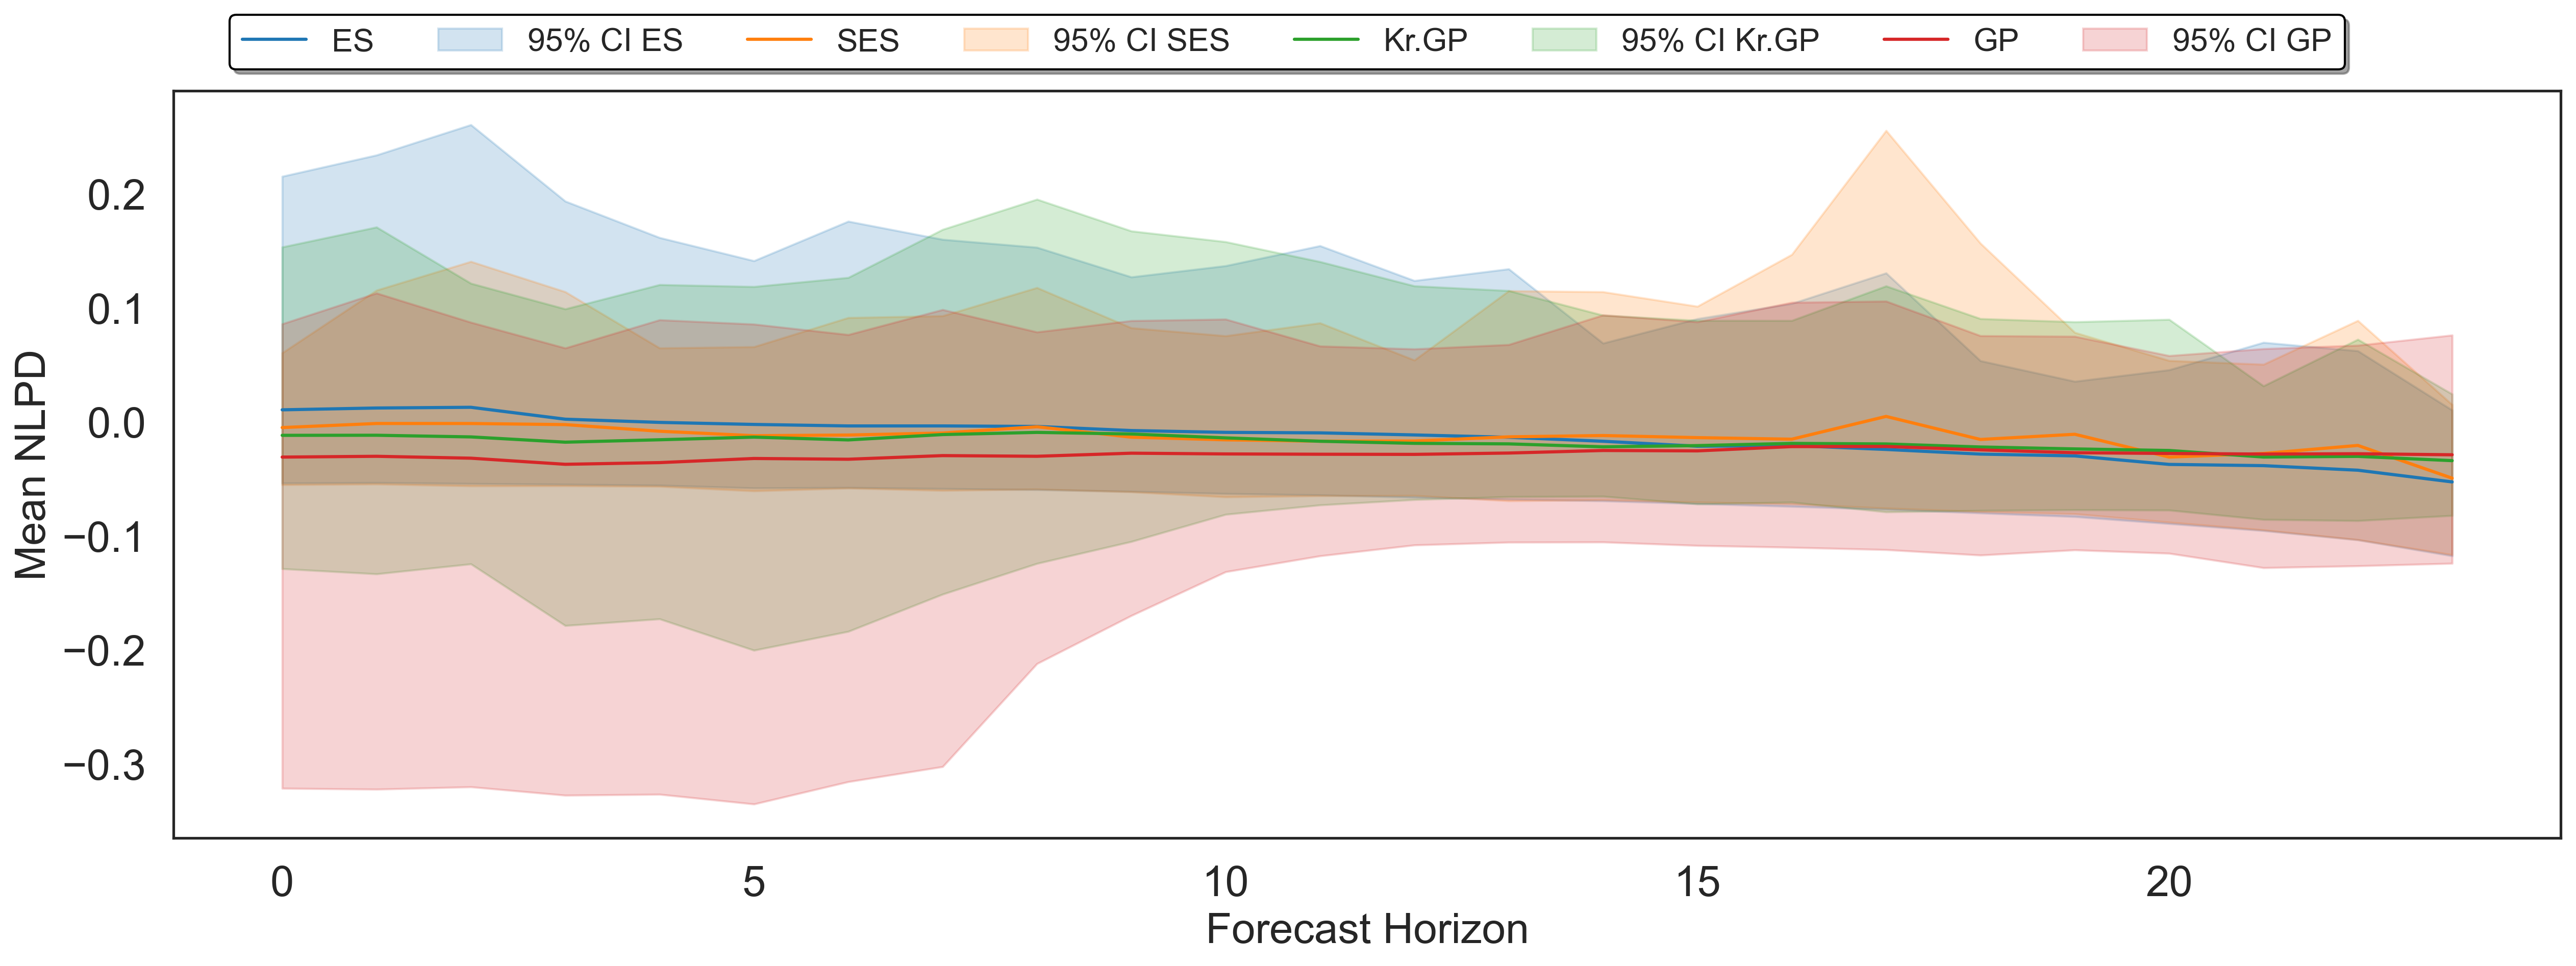 ES 95% CI ES SES 95% CI SES Kr.GP 95% CI Kr.GP GP 95% CI GP
0.2
0.1
0.0
−0.1
−0.2
−0.3
Mean NLPD
0 5 10 15 20
Forecast Horizon